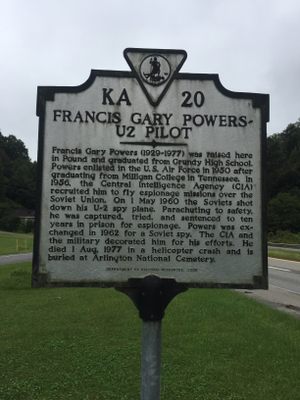 KA 20
FRANCIS GARY POWERS-
U2 PILOT
Francis Gary Powers (1929-1977) was raised here
in Pound and graduated from Grundy High School.
Powers enlisted in the U.S. Air Force in 1950 after
graduating from Milligan College in Tennessee. In
1956, the Central Intelligence Agency (CIA)
recruited him to fly espionage missions over the
Soviet Union. On 1 May 1960 the Soviets shot
down his U-2 spy plane. Parachuting to safety,
he was captured, tried, and sentenced to ten
years in prison for espionage. Powers was ex-
changed in 1962 for a Soviet spy. The CIA and
the military decorated him for his efforts. He
died 1 Aug. 1977 in a helicopter crash and is
buried at Arlington National Cemetery.
DEPARTMENT OF HISTORIC RESOURCES,